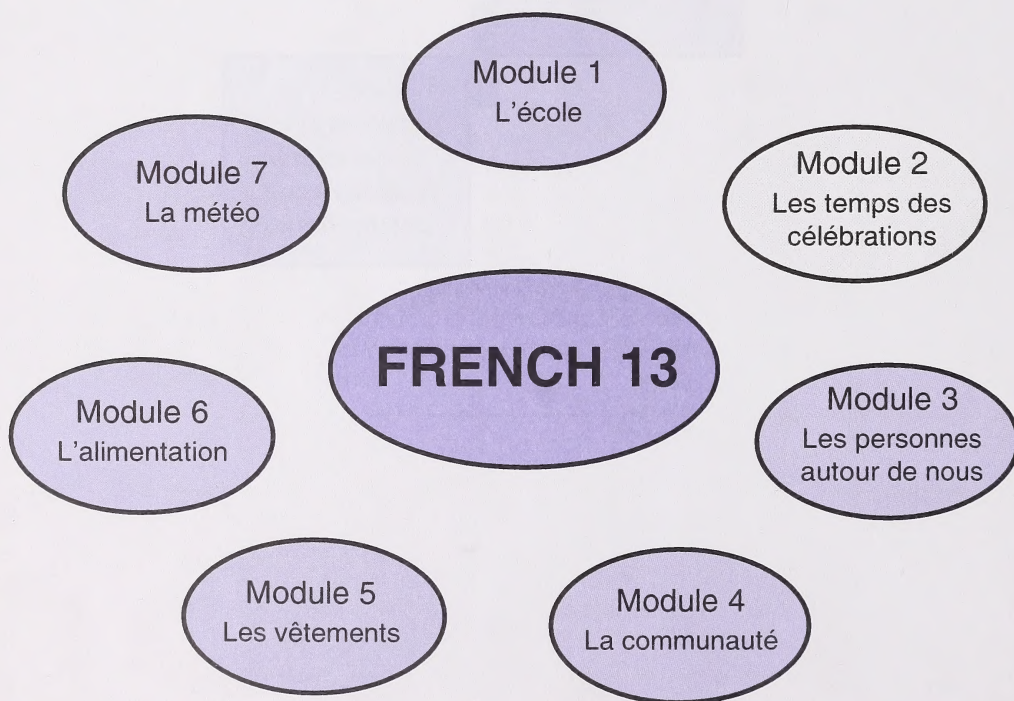 Module 1
L'école
Module 2
Les temps des
célébrations
Module 7
La météo
FRENCH 13
Module 3
Les personnes
autour de nous
Module 6
L'alimentation
Module 5
Les vêtements
Module 4
La communauté